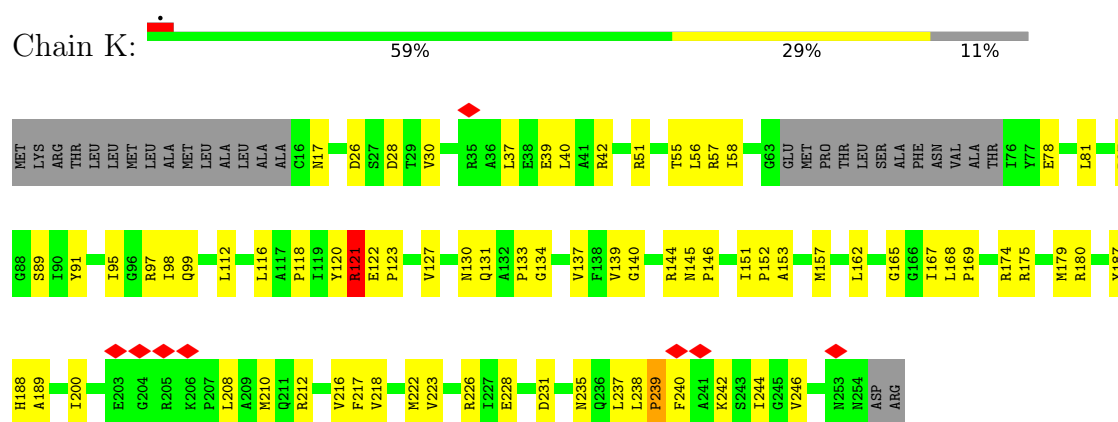 Chain K:
59% 29% 11%
MET LYS ARG THR LEU LEU MET LEU ALA MET LEU ALA LEU ALA ALA C16 N17 D26 S27 D28 T29 V30 R35 A36 L37 E38 E39 L40 A41 R42 R51 T55 L56 R57 I58 G63 GLU MET PRO THR LEU SER ALA PHE ASN VAL ALA THR I76 Y77 E78 L81
G88 S89 I90 Y91 I95 G96 R97 I98 Q99 L112 L116 A117 P118 I119 Y120 R121 E122 P123 V127 N130 Q131 A132 P133 G134 V137 F138 V139 G140 R144 N145 P146 I151 P152 A153 M157 L162 G165 G166 I167 L168 P169 R174 R175 M179 R180 Y187
H188 A189 I200 E203 G204 R205 K206 P207 L208 A209 M210 Q211 R212 V216 F217 V218 M222 V223 R226 I227 E228 D231 N235 Q236 L237 L238 P239 F240 A241 K242 S243 I244 G245 V246 N253 N254 ASP ARG